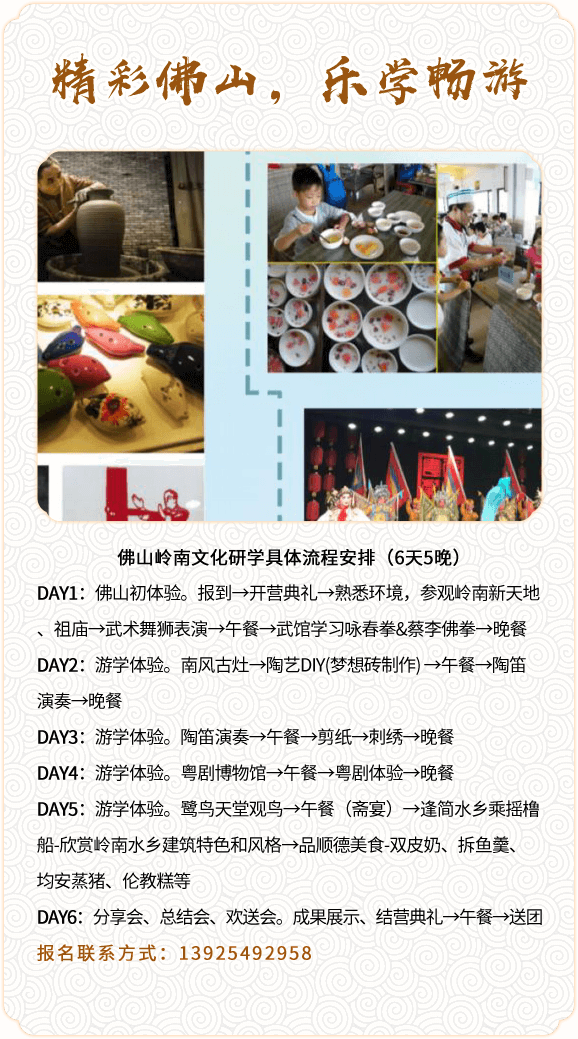 精彩佛山，乐学畅游
佛山岭南文化研学具体流程安排（6天5晚）
DAY1：佛山初体验。报到→开营典礼→熟悉环境，参观岭南新天地
、祖庙→武术舞狮表演→午餐→武馆学习咏春拳&蔡李佛拳→晚餐
DAY2：游学体验。南风古灶→陶艺DIY(梦想砖制作) →午餐→陶笛
演奏→晚餐
DAY3：游学体验。陶笛演奏→午餐→剪纸→刺绣→晚餐
DAY4：游学体验。粤剧博物馆→午餐→粤剧体验→晚餐
DAY5：游学体验。鹭鸟天堂观鸟→午餐（斋宴）→逢简水乡乘摇橹
船-欣赏岭南水乡建筑特色和风格→品顺德美食-双皮奶、拆鱼羹、
均安蒸猪、伦教糕等
DAY6：分享会、总结会、欢送会。成果展示、结营典礼→午餐→送团
报名联系方式：13925492958